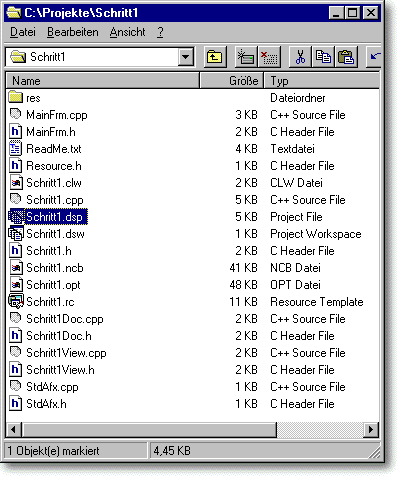 C:\Projekte\Schritt1
Datei Bearbeiten Ansicht ?
Schritt1
Name Größe Typ
res Dateiordner
MainFrm.cpp 3 KB C++ Source File
MainFrm.h 2 KB C Header File
ReadMe.txt 4 KB Textdatei
Resource.h 1 KB C Header File
Schritt1.clw 2 KB CLW Datei
Schritt1.cpp 5 KB C++ Source File
Schritt1.dsp 5 KB Project File
Schritt1.dsw 1 KB Project Workspace
Schritt1.h 2 KB C Header File
Schritt1.ncb 41 KB NCB Datei
Schritt1.opt 48 KB OPT Datei
Schritt1.rc 11 KB Resource Template
Schritt1Doc.cpp 2 KB C++ Source File
Schritt1Doc.h 2 KB C Header File
Schritt1View.cpp 2 KB C++ Source File
Schritt1View.h 2 KB C Header File
StdAfx.cpp 1 KB C++ Source File
StdAfx.h 1 KB C Header File
1 Objekt(e) markiert 4,45 KB